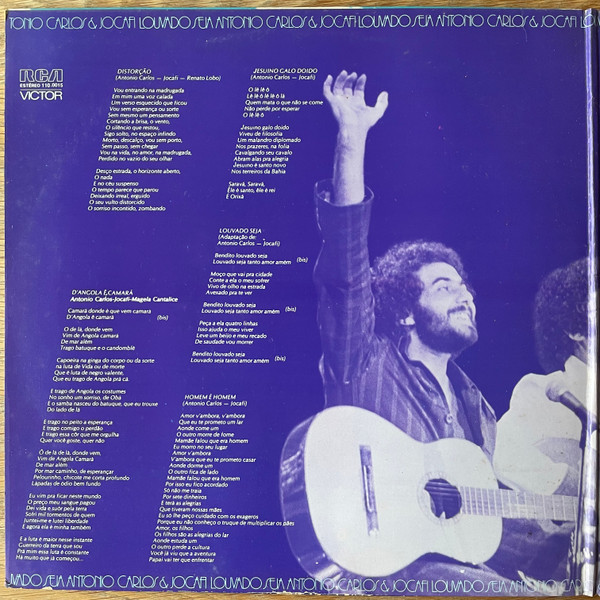 TONIO CARLOS & JOCAFI LOUVADO SEJA ANTONIO CARLOS & JOCAFI LOUVADO SEJA ANTONIO CARLOS & JOCAFI LOU
RCA
ESTÉREO 110.0015
VICTOR
DISTORÇÃO
(Antonio Carlos — Jocafi — Renato Lobo)
Vou entrando na madrugada
Em mim uma voz calada
Um verso esquecido que ficou
Vou sem esperança ou sorte
Sem mesmo um pensamento
Cortando a brisa, o vento,
O silêncio que restou,
Sigo solto, no espaço infindo
Morto, descalço, vou sem porto,
Sem passo, sem chegar
Vou na vida, no amor, na madrugada,
Perdido no vazio do seu olhar
Desço estrada, o horizonte aberto,
O nada
E no céu suspenso
O tempo parece que parou
Deixando irreal, erguido
O seu vulto distorcido
O sorriso incontido, zombando
D'ANGOLA É CAMARÁ
Antonio Carlos-Jocafi-Magela Cantalice
Camará donde é que vem camará
D'Angola é camará (bis)
O de lá, donde vem
Vim de Angola camará
De mar além
Trago batuque e o candomblé
Capoeira na ginga do corpo ou da sorte
na luta de Vida ou de morte
Que é luta de negro valente,
Que eu trago de Angola prá cá.
E trago de Angola os costumes
No sonho um sorriso, de Obá
E o samba nasceu do batuque, que eu trouxe
Do lado de lá
E trago no peito a esperança
E trago comigo o perdão
E trago essa côr que me orgulha
Quer você goste, quer não
Ó de lá de lá, donde vem,
Vim de Angola Camará
De mar além
Por mar caminho, de esperançar
Pelourinho, chicote me corta profundo
Lapadas de ódio bem fundo
Eu vim pra ficar neste mundo
O preço meu sangue pagou
Dei vida e suor pela terra
Sofri mil tormentos de quem
Juntei-me e lutei liberdade
E agora ela é minha também
E a luta é maior nesse instante
Guerreiro da terra que sou
Prá mim essa luta é constante
Há muito que já começou...
JESUINO GALO DOIDO
(Antonio Carlos — Jocafi)
O lê lê ô
Lê lê ô lê lê ô lá
Quem mata o que não se come
Não perde por esperar
O lê lê ô
Jesuino galo doido
Viveu de filosofia
Um malandro diplomado
Nos prazeres, na folia
Cavalgando seu cavalo
Abram alas pra alegria
Jesuino é santo novo
Nos terreiros da Bahia
Saravá, Saravá,
Êle é santo, êle é rei
É Orixá
LOUVADO SEJA
(Adaptação de:
Antonio Carlos — Jocafi)
Bendito louvado seja
Louvado seja tanto amor amém (bis)
Moço que vai pra cidade
Conte a ela o meu sofrer
Vivo de olho na estrada
Avexado pra te ver
Bendito louvado seja
Louvado seja tanto amor amém (bis)
Peça a ela quatro linhas
Isso ajuda o meu viver
Leve um beijo e meu recado
De saudade vou morrer
Bendito louvado seja
Louvado seja tanto amor amém (bis)
HOMEM É HOMEM
(Antonio Carlos — Jocafi)
Amor v'ambora, v'ambora
Que eu te prometo um lar
Aonde come um
O outro morre de fome
Mamãe falou que era homem
Eu morro no seu lugar
Amor v'ambara
V'ambora que eu te prometo casar
Aonde dorme um
O outro fica de lado
Mamãe falou que era homem
Por isso eu fico acordado
Só não me traia
Por sete dinheiros
E terá as alegrias
Que tiveram nossas mães
Eu só lhe peço cuidado com os exageros
Porque eu não conheço o truque de multiplicar os pães
Amor, os filhos
Os filhos são as alegrias do lar
Aonde estuda um
O outro perde a cultura
Você já viu que a aventura
Papai vai ter que enfrentar
UVADO SEJA ANTONIO CARLOS & JOCAFI LOUVADO SEJA ANTONIO CARLOS & JOCAFI LOUVADO SEJA ANTONIO CARLOS